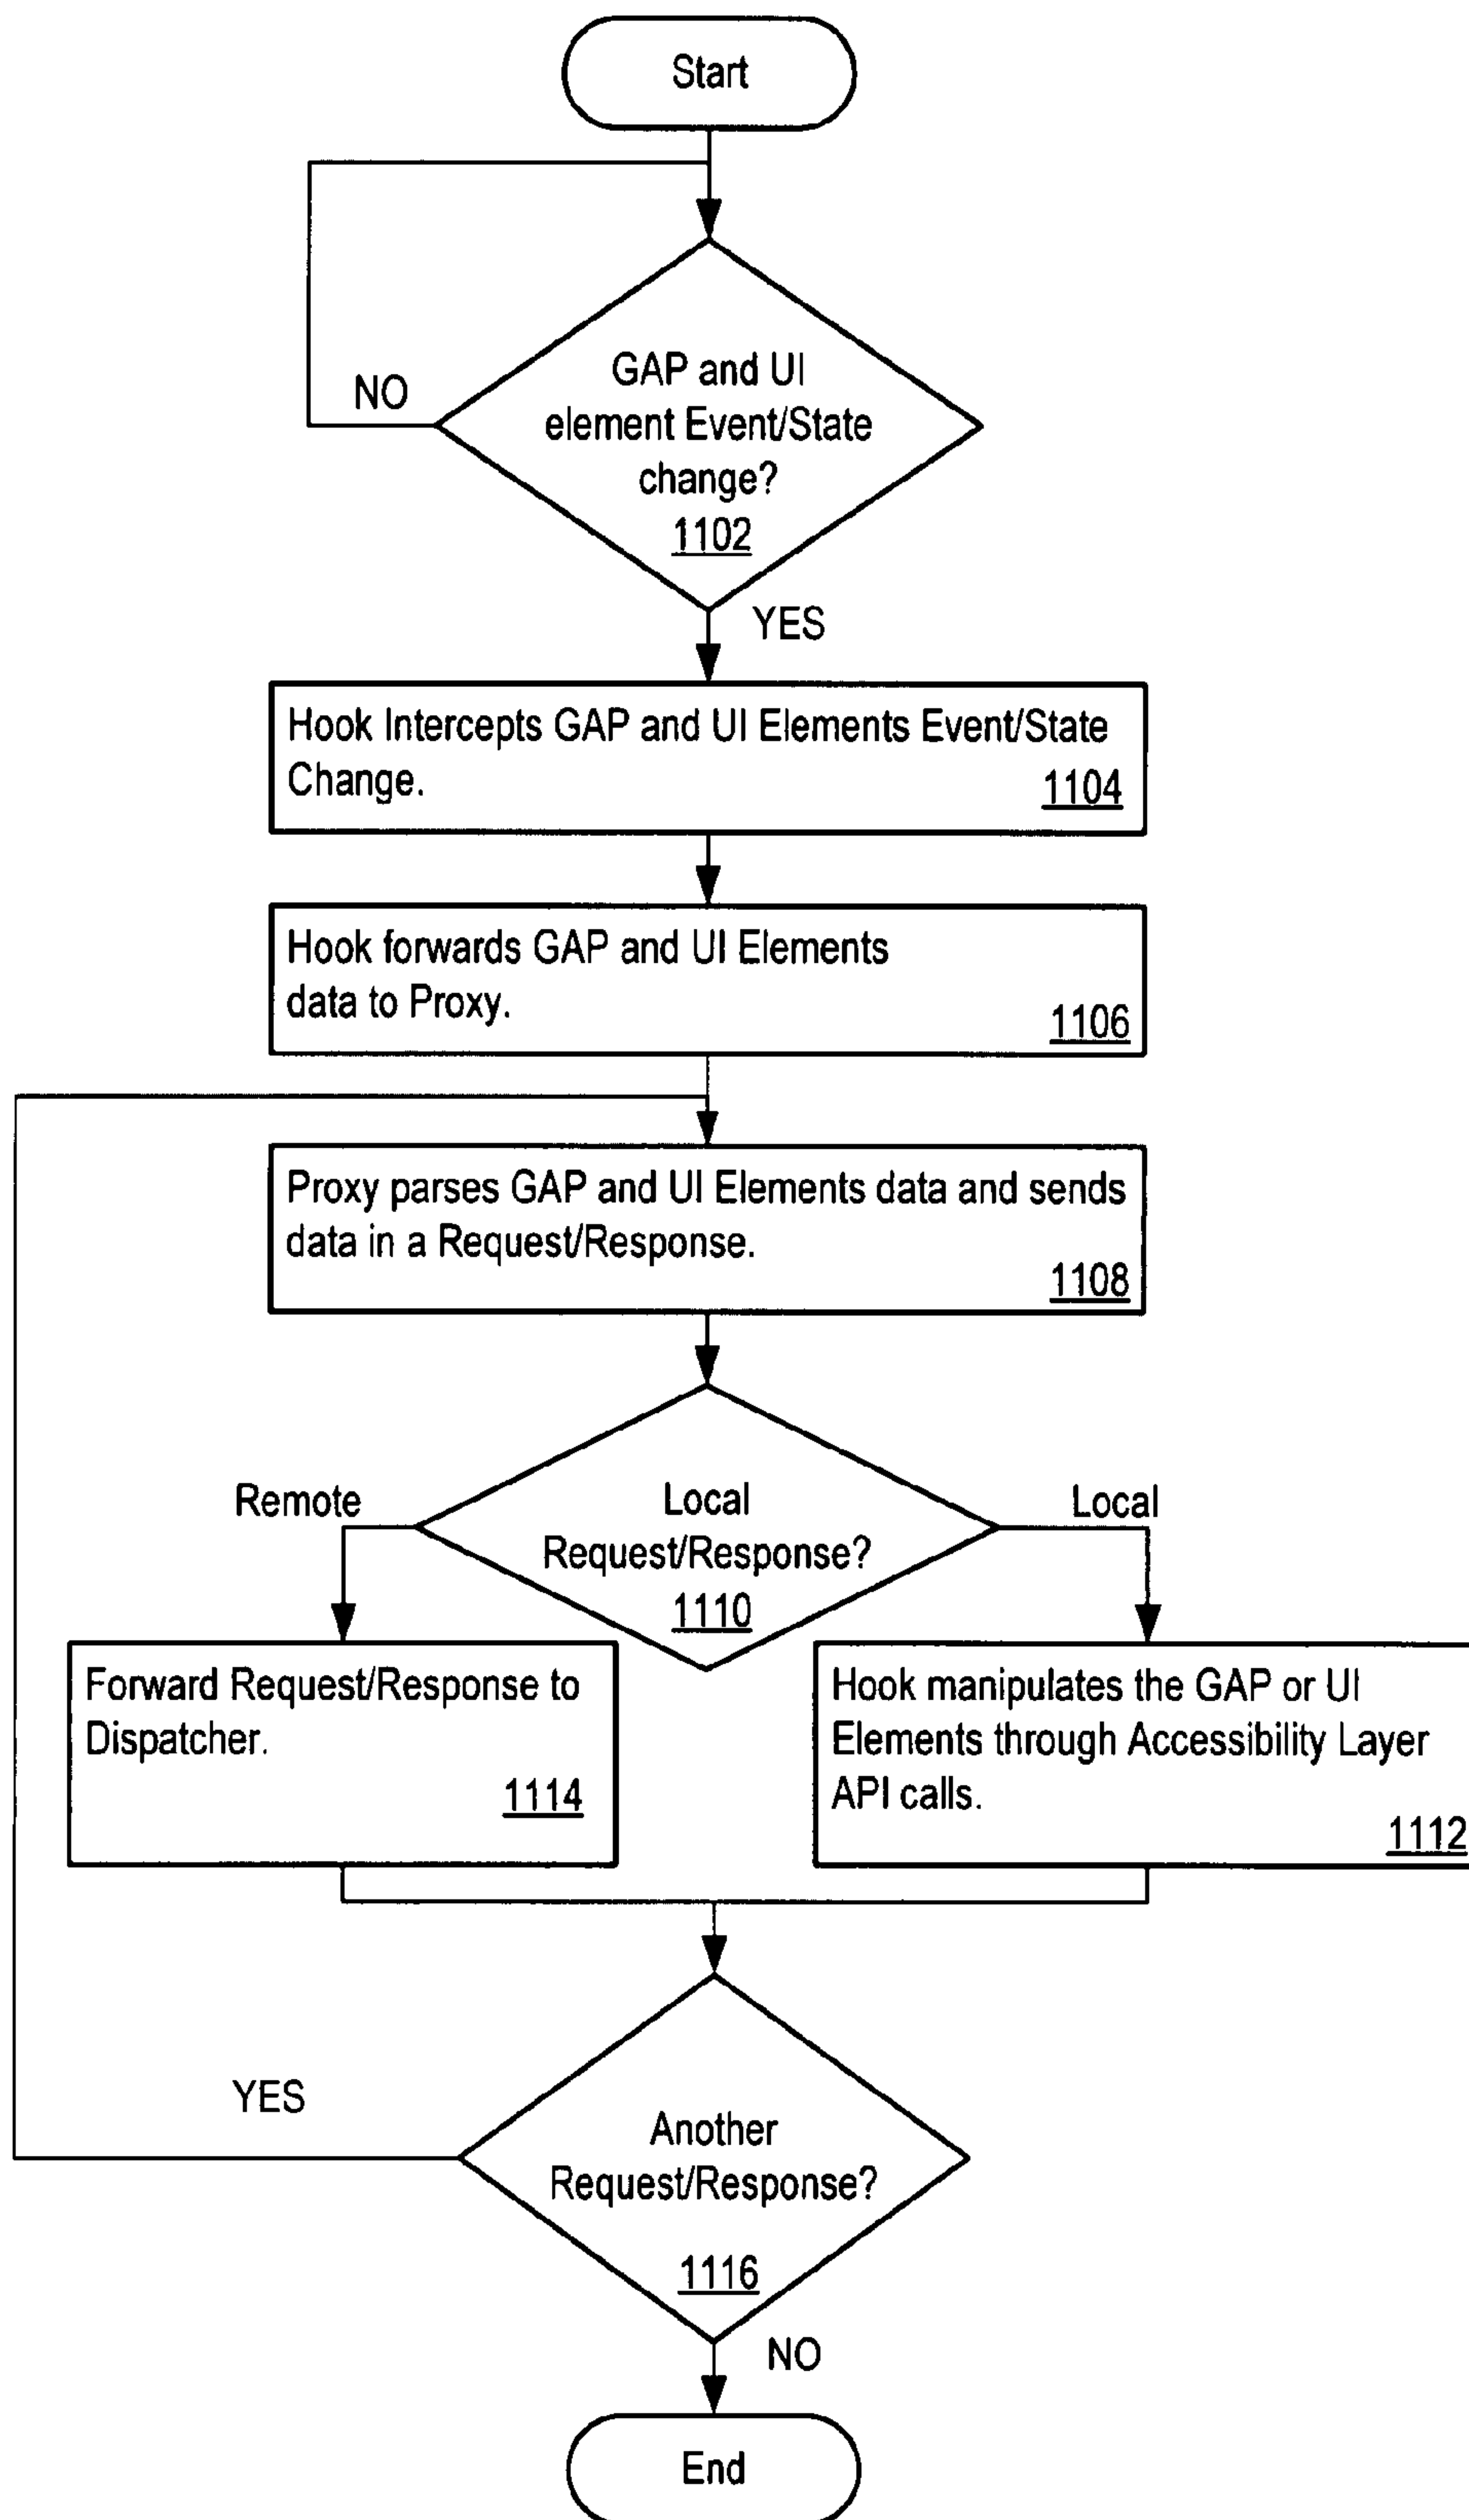 Start
NO
GAP and UI
element Event/State
change?
1102
YES
Hook Intercepts GAP and UI Elements Event/State
Change.
1104
Hook forwards GAP and UI Elements
data to Proxy.
1106
Proxy parses GAP and UI Elements data and sends
data in a Request/Response.
1108
Remote
Local
Request/Response?
1110
Local
Forward Request/Response to
Dispatcher.
1114
Hook manipulates the GAP or UI
Elements through Accessibility Layer
API calls.
1112
YES
Another
Request/Response?
1116
NO
End